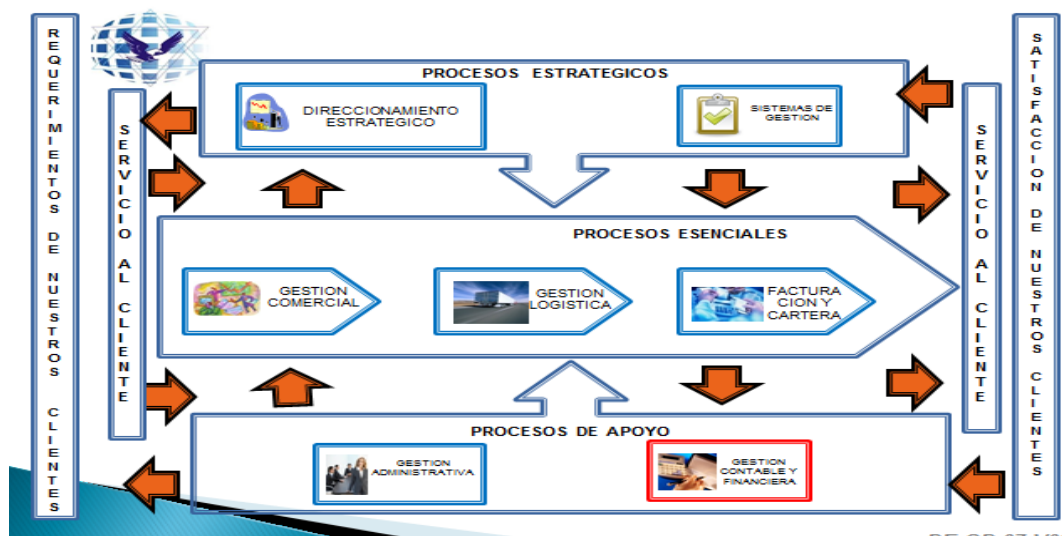 REQUERIMIENTOS DE NUESTROS CLIENTES
SERVICIO AL CLIENTE
PROCESOS ESTRATEGICOS
DIRECCIONAMIENTO
ESTRATEGICO
SISTEMAS DE
GESTION
PROCESOS ESENCIALES
GESTION
COMERCIAL
GESTION
LOGISTICA
FACTURA
CION Y
CARTERA
PROCESOS DE APOYO
GESTION
ADMINISTRATIVA
GESTION
CONTABLE Y
FINANCIERA
SERVICIO AL CLIENTE
SATISFACCION DE NUESTROS CLIENTES